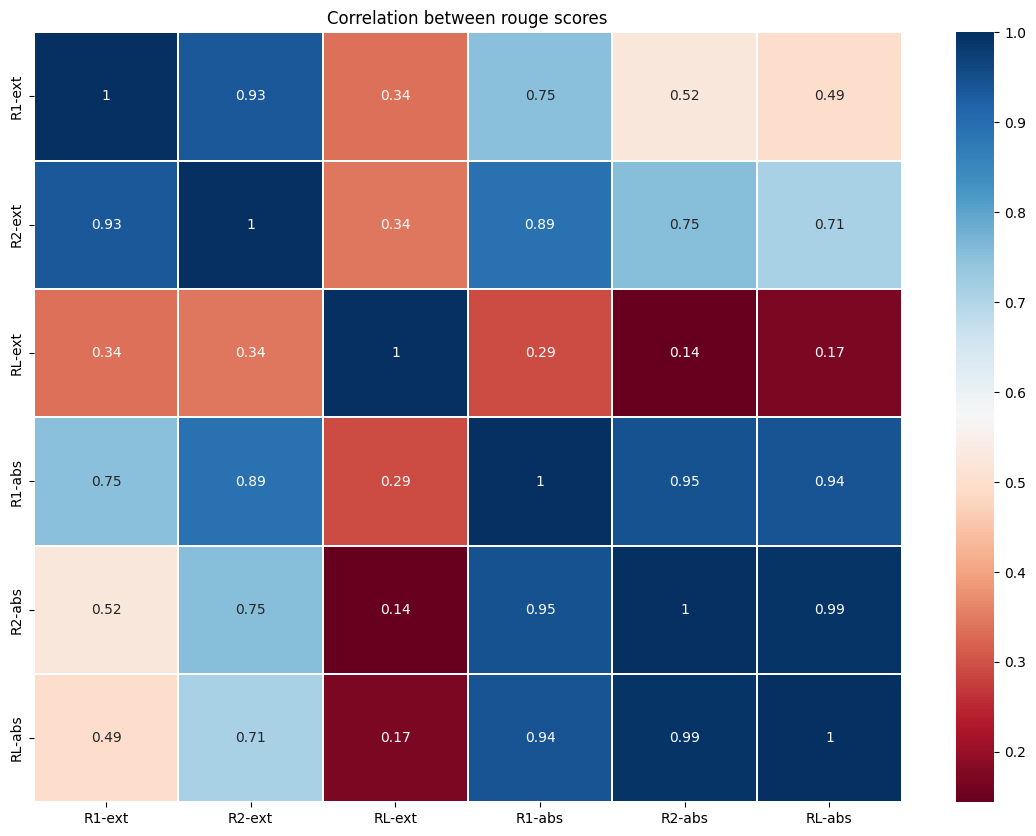 Correlation between rouge scores
R1-ext 1 0.93 0.34 0.75 0.52 0.49
R2-ext 0.93 1 0.34 0.89 0.75 0.71
RL-ext 0.34 0.34 1 0.29 0.14 0.17
R1-abs 0.75 0.89 0.29 1 0.95 0.94
R2-abs 0.52 0.75 0.14 0.95 1 0.99
RL-abs 0.49 0.71 0.17 0.94 0.99 1
R1-ext R2-ext RL-ext R1-abs R2-abs RL-abs
1.0
0.9
0.8
0.7
0.6
0.5
0.4
0.3
0.2